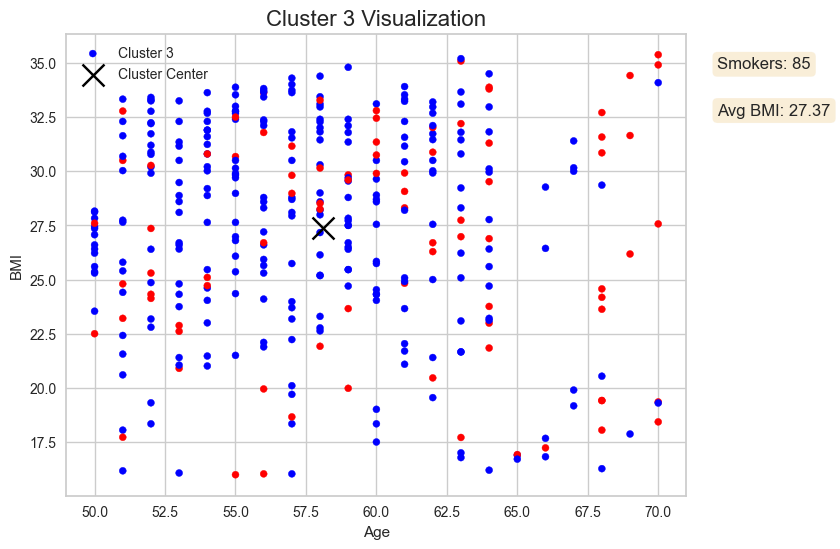 Cluster 3 Visualization
Cluster 3
Cluster Center
Smokers: 85
Avg BMI: 27.37
BMI
35.0
32.5
30.0
27.5
25.0
22.5
20.0
17.5
50.0 52.5 55.0 57.5 60.0 62.5 65.0 67.5 70.0
Age